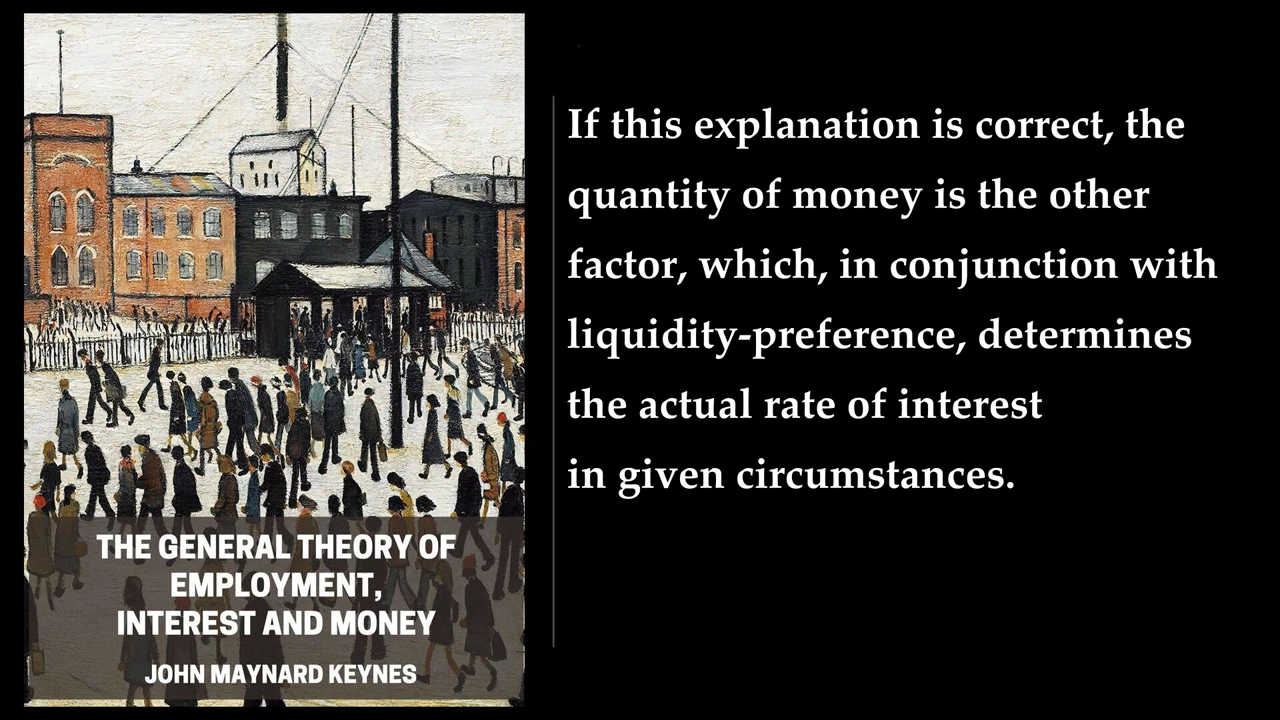 If this explanation is correct, the
quantity of money is the other
factor, which, in conjunction with
liquidity-preference, determines
the actual rate of interest
in given circumstances.
THE GENERAL THEORY OF
EMPLOYMENT,
INTEREST AND MONEY
JOHN MAYNARD KEYNES